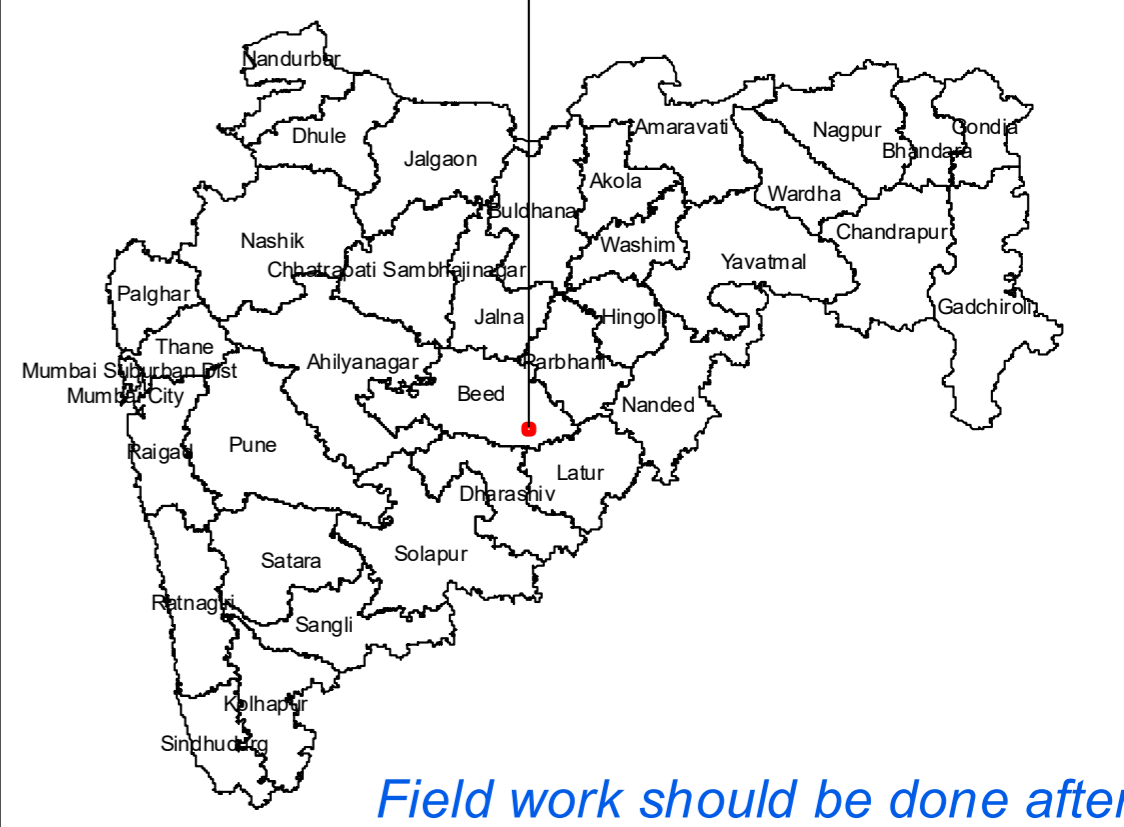 Nandurbar
Dhule
Jalgaon
Amaravati
Nagpur
Gondia
Bhandara
Akola
Wardha
Buldhana
Nashik
Washim
Chandrapur
Chhatrapati Sambhajinagar
Yavatmal
Palghar
Jalna
Hingoli
Gadchiroli
Thane
Ahilyanagar
Parbhani
Mumbai Suburban Dist
Mumbai City
Beed
Nanded
Raigad
Pune
Latur
Dharashiv
Solapur
Satara
Ratnagiri
Sangli
Kolhapur
Sindhudurg
Field work should be done after